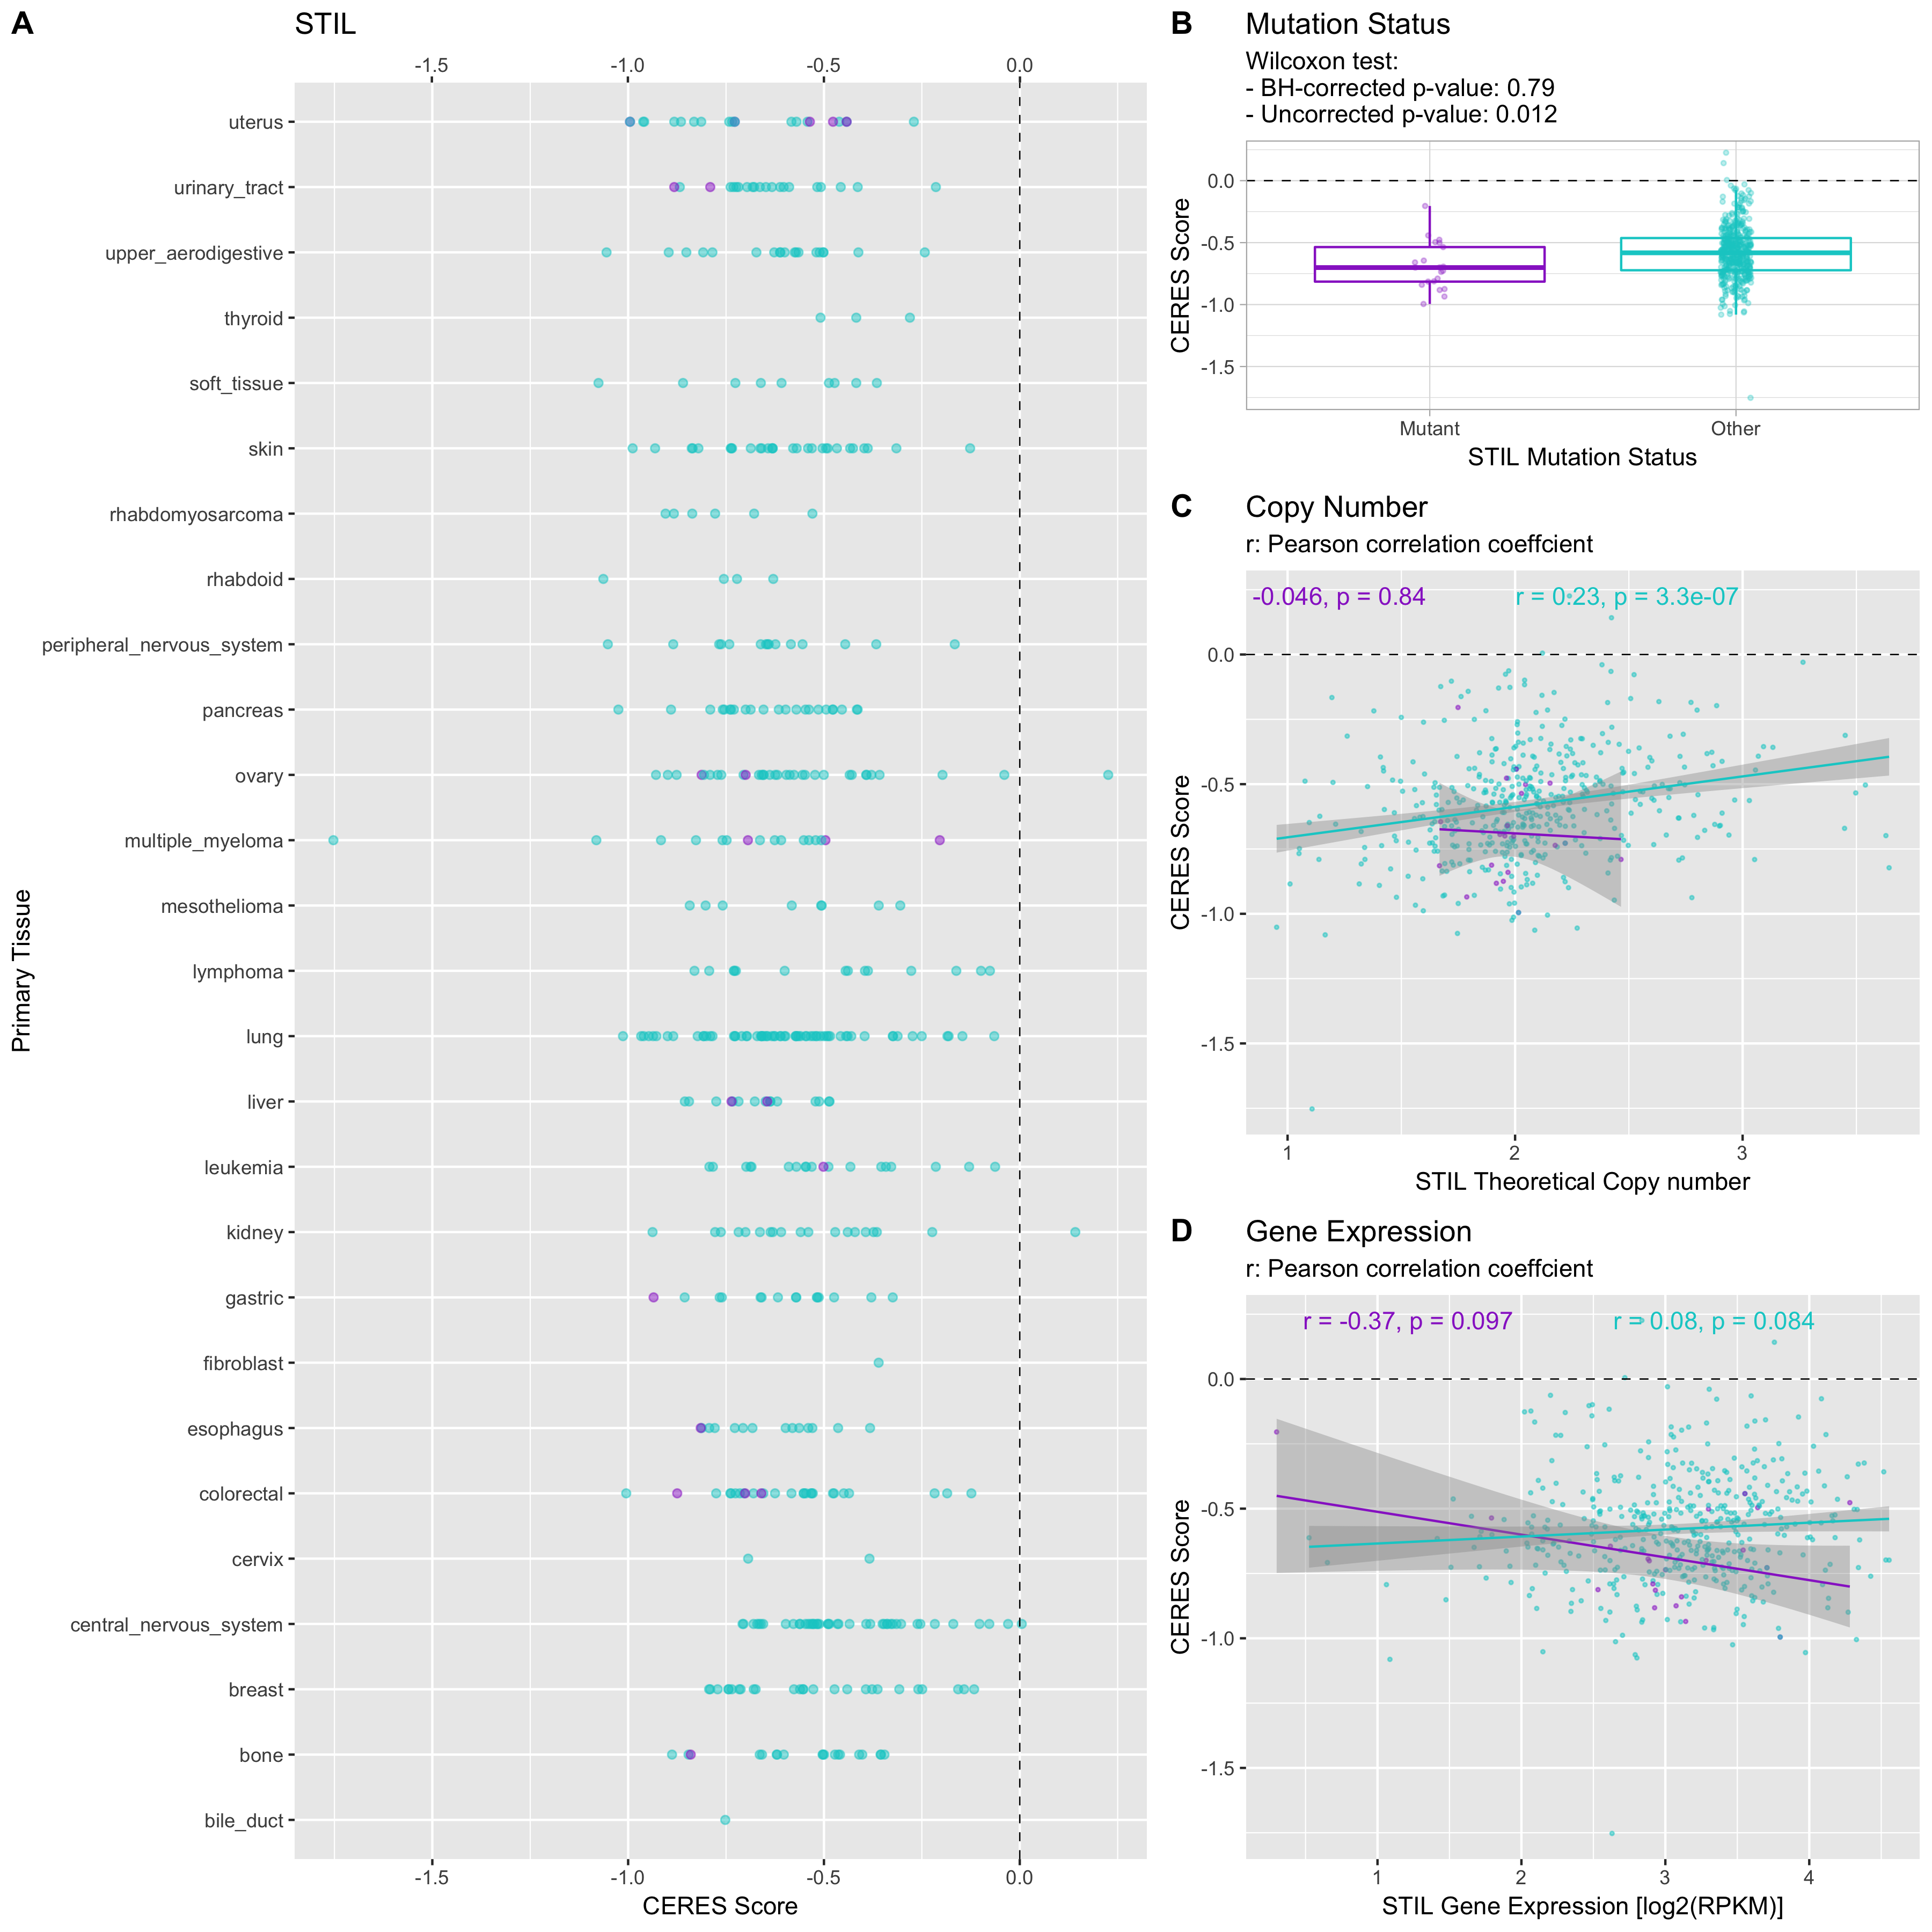 A
STIL
-1.5
-1.0
-0.5
0.0
uterus
urinary_tract
upper_aerodigestive
thyroid
soft_tissue
skin
rhabdomyosarcoma
rhabdoid
peripheral_nervous_system
pancreas
ovary
multiple_myeloma
mesothelioma
lymphoma
lung
liver
leukemia
kidney
gastric
fibroblast
esophagus
colorectal
cervix
central_nervous_system
breast
bone
bile_duct
Primary Tissue
-1.5
-1.0
-0.5
0.0
CERES Score
B
Mutation Status
Wilcoxon test:
- BH-corrected p-value: 0.79
- Uncorrected p-value: 0.012
0.0
-0.5
-1.0
-1.5
CERES Score
Mutant
Other
STIL Mutation Status
C
Copy Number
r: Pearson correlation coeffcient
-0.046, p = 0.84
r = 0.23, p = 3.3e-07
0.0
-0.5
-1.0
-1.5
CERES Score
1
2
3
STIL Theoretical Copy number
D
Gene Expression
r: Pearson correlation coeffcient
r = -0.37, p = 0.097
r = 0.08, p = 0.084
0.0
-0.5
-1.0
-1.5
CERES Score
1
2
3
4
STIL Gene Expression [log2(RPKM)]